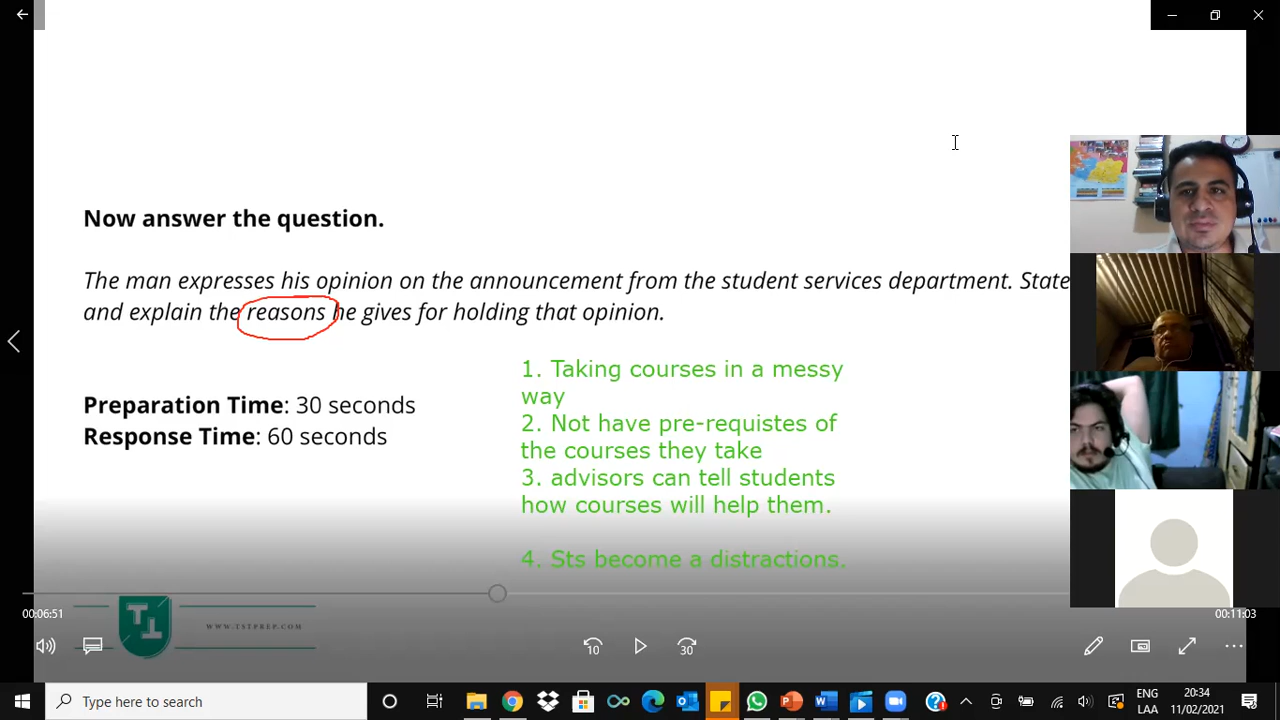 Now answer the question.
The man expresses his opinion on the announcement from the student services department. State
and explain the reasons he gives for holding that opinion.
1. Taking courses in a messy
way
Preparation Time: 30 seconds
2. Not have pre-requistes of
Response Time: 60 seconds
the courses they take
3. advisors can tell students
how courses will help them.
4. Sts become a distractions.
00:06:51
00:11:03
TT
WWW.TSTPREP.COM
10
30
Type here to search
ENG
LAA
20:34
11/02/2021